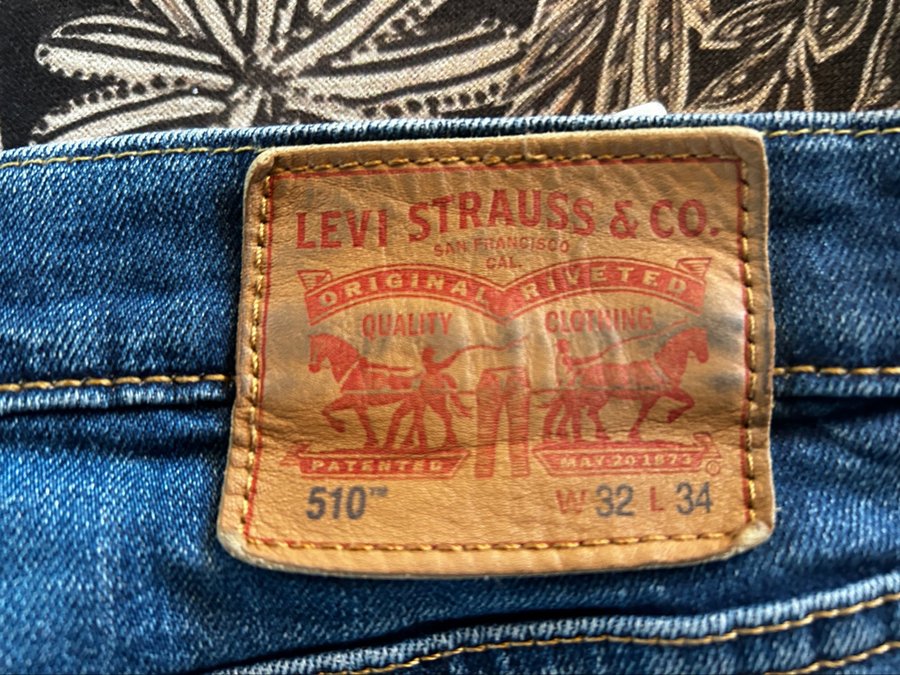 LEVI STRAUSS & CO.
SAN FRANCISCO
CAL.
ORIGINAL RIVETED
QUALITY CLOTHING
PATENTED MAY 20 1873
510™ W 32 L 34